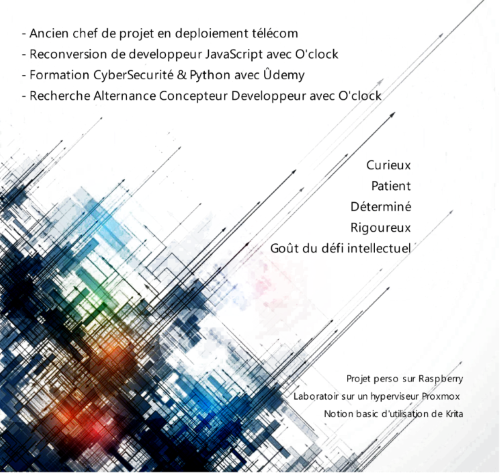 - Ancien chef de projet en deploiement télécom
- Reconversion de developpeur JavaScript avec O'clock
- Formation CyberSecurité & Python avec Ûdemy
- Recherche Alternance Concepteur Developpeur avec O'clock
Curieux
Patient
Déterminé
Rigoureux
Goût du défi intellectuel
Projet perso sur Raspberry
Laboratoir sur un hyperviseur Proxmox
Notion basic d'utilisation de Krita